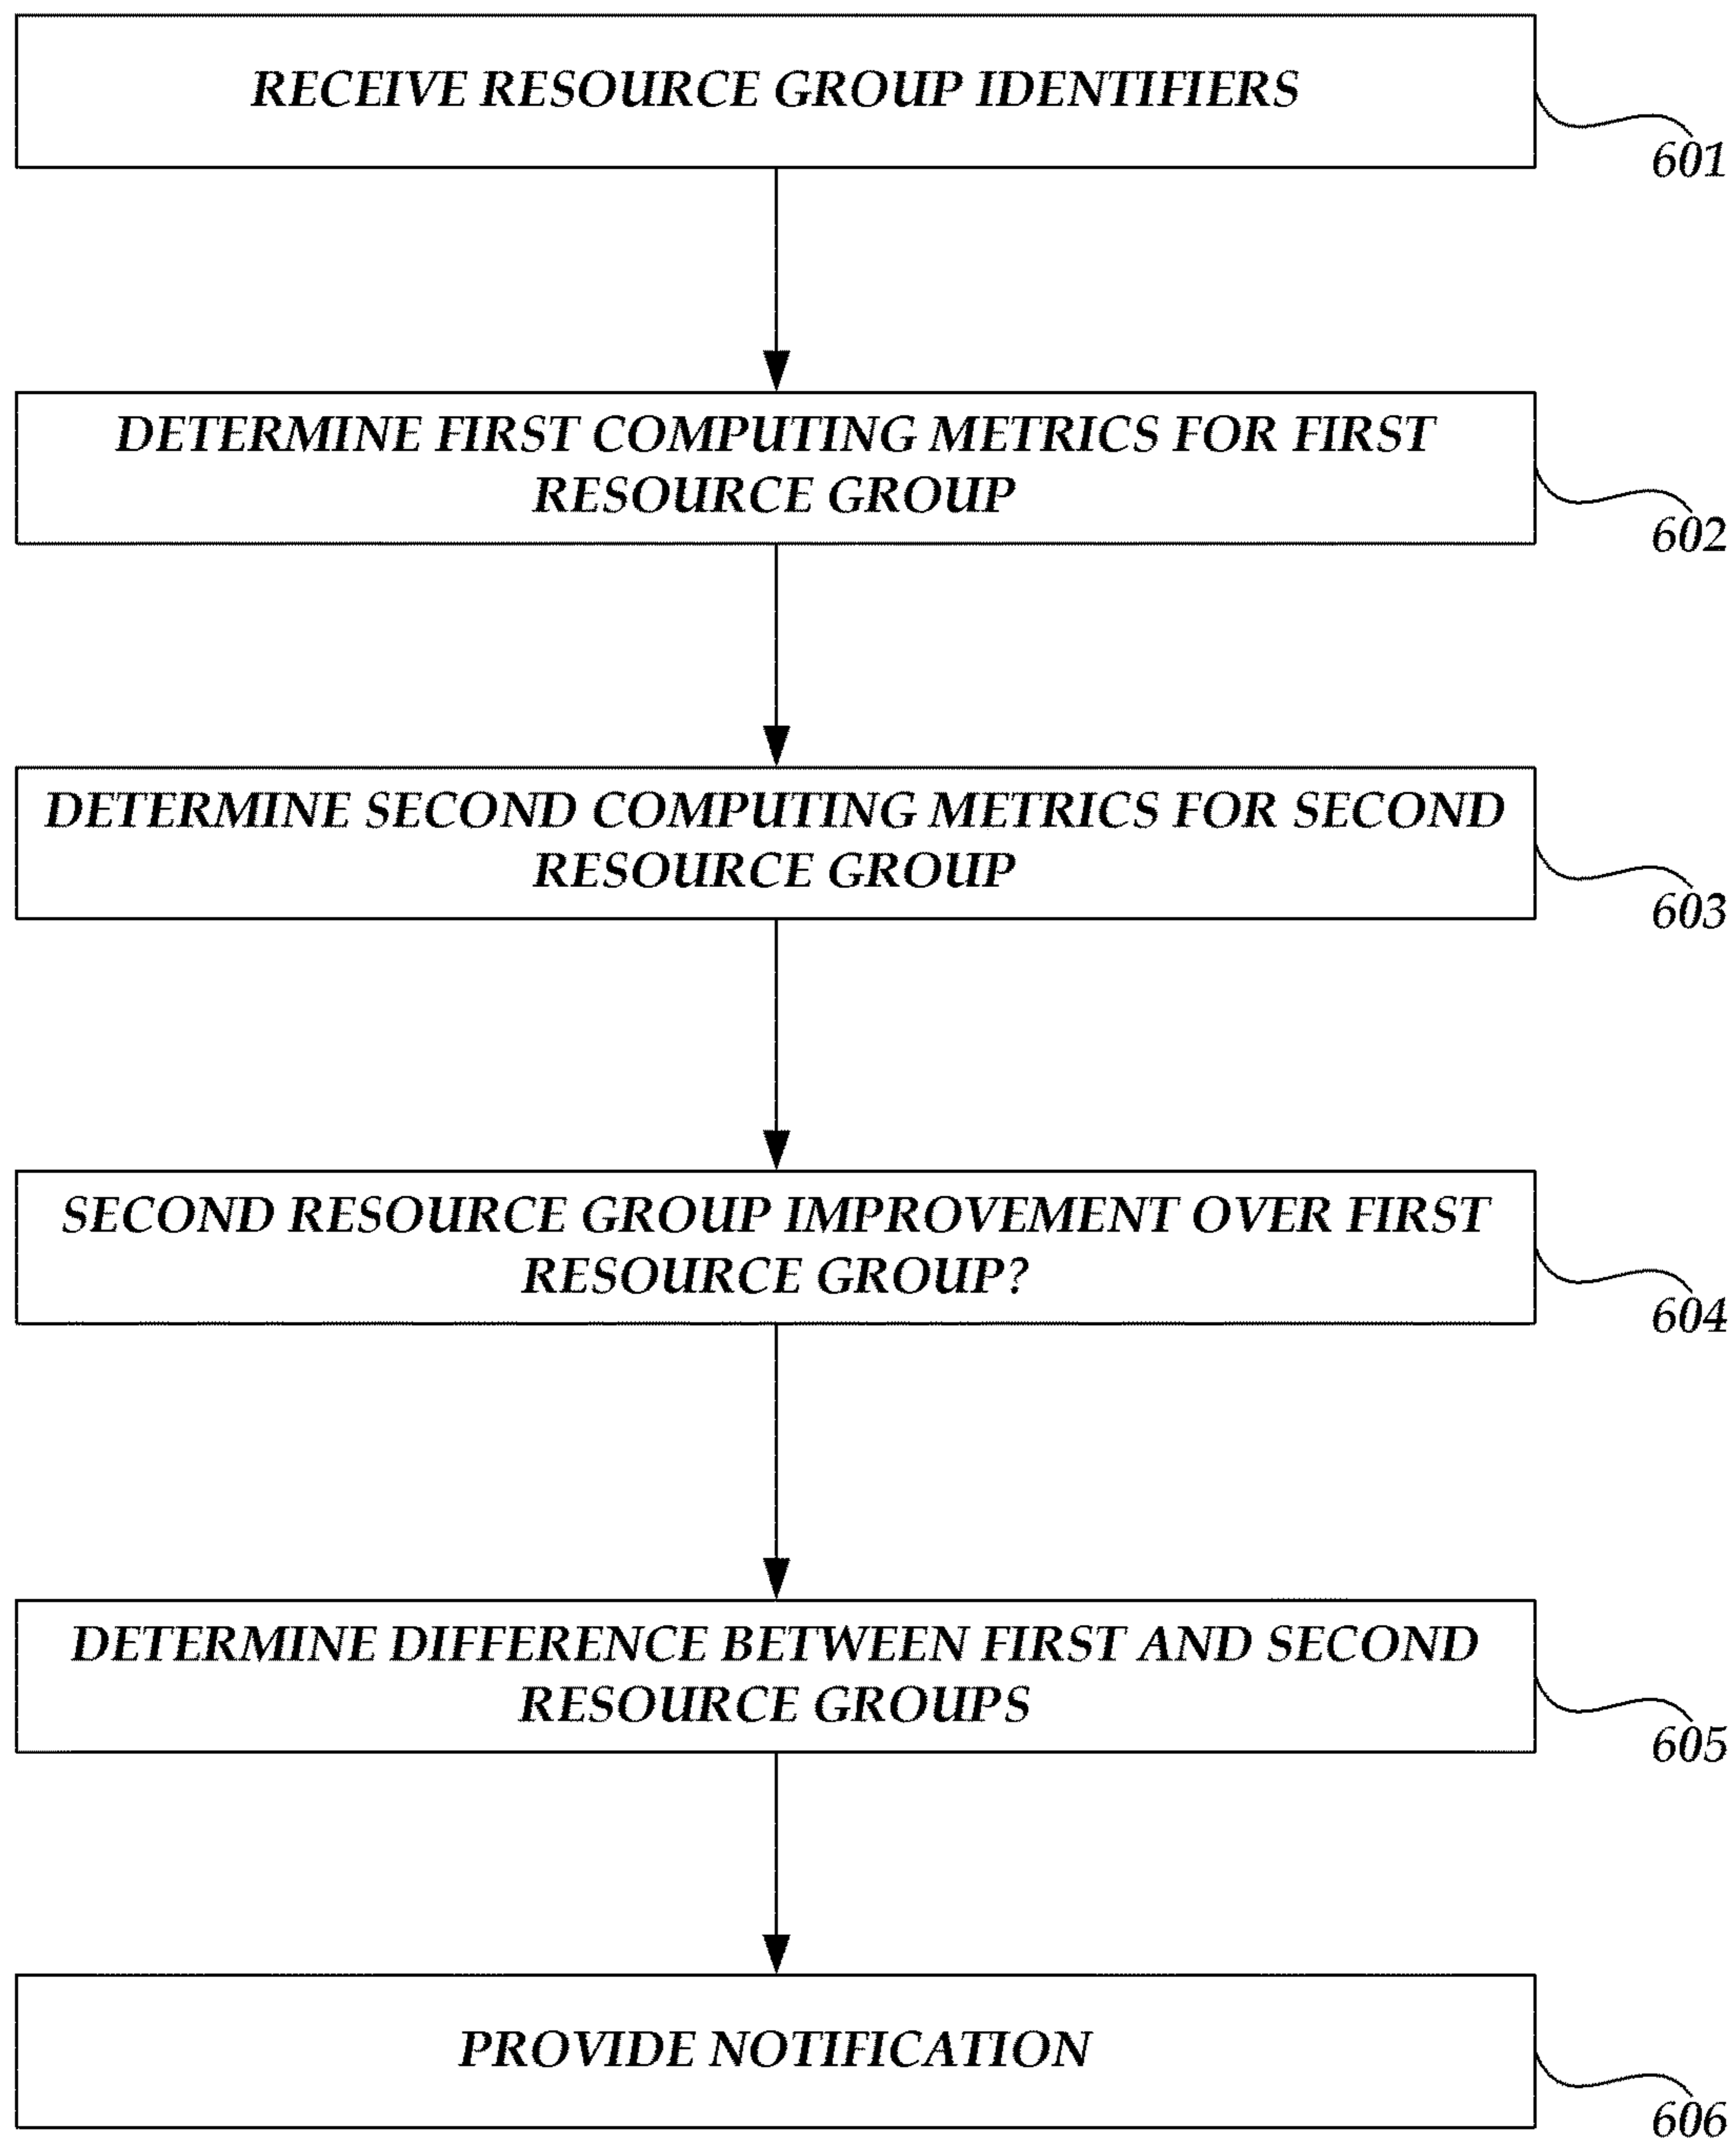 RECEIVE RESOURCE GROUP IDENTIFIERS
601
DETERMINE FIRST COMPUTING METRICS FOR FIRST
RESOURCE GROUP
602
DETERMINE SECOND COMPUTING METRICS FOR SECOND
RESOURCE GROUP
603
SECOND RESOURCE GROUP IMPROVEMENT OVER FIRST
RESOURCE GROUP?
604
DETERMINE DIFFERENCE BETWEEN FIRST AND SECOND
RESOURCE GROUPS
605
PROVIDE NOTIFICATION
606